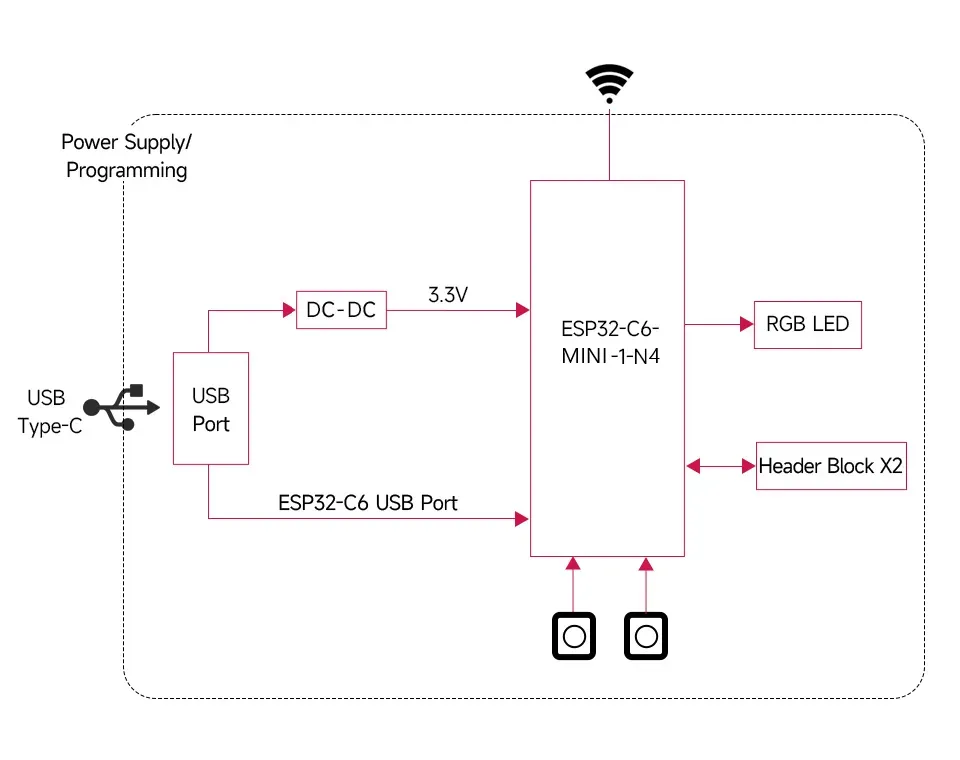 Power Supply/
Programming
DC-DC
3.3V
ESP32-C6-
MINI-1-N4
RGB LED
USB
Type-C
USB
Port
Header Block X2
ESP32-C6 USB Port